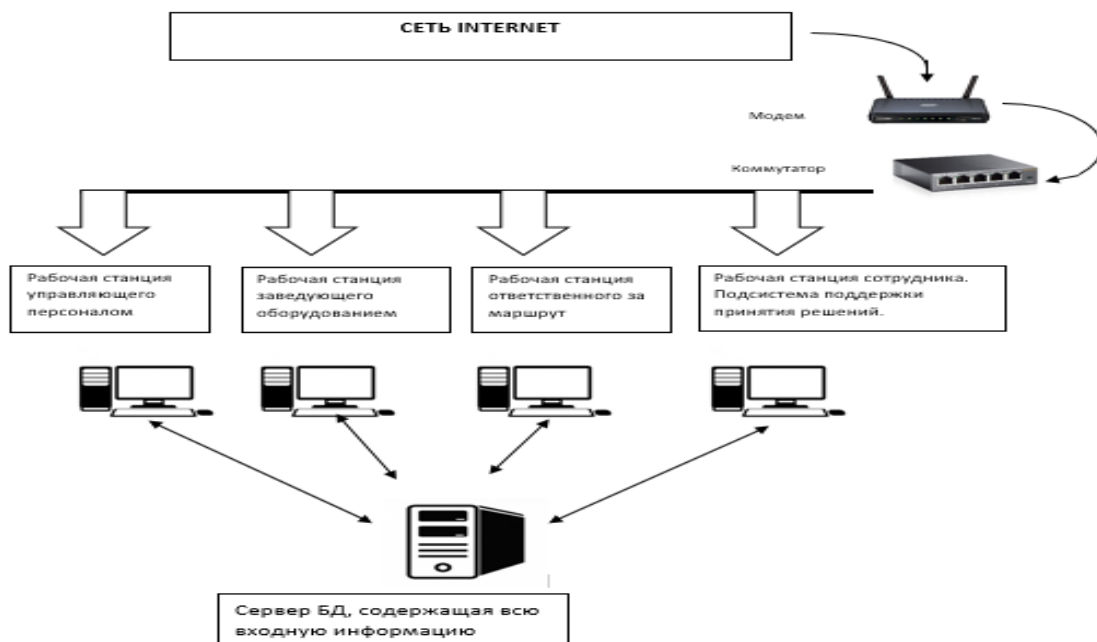 СЕТЬ INTERNET
Модем
Коммутатор
Рабочая станция
управляющего
персоналом
Рабочая станция
заведующего
оборудованием
Рабочая станция
ответственного за
маршрут
Рабочая станция сотрудника.
Подсистема поддержки
принятия решений.
Сервер БД, содержащая всю
входную информацию